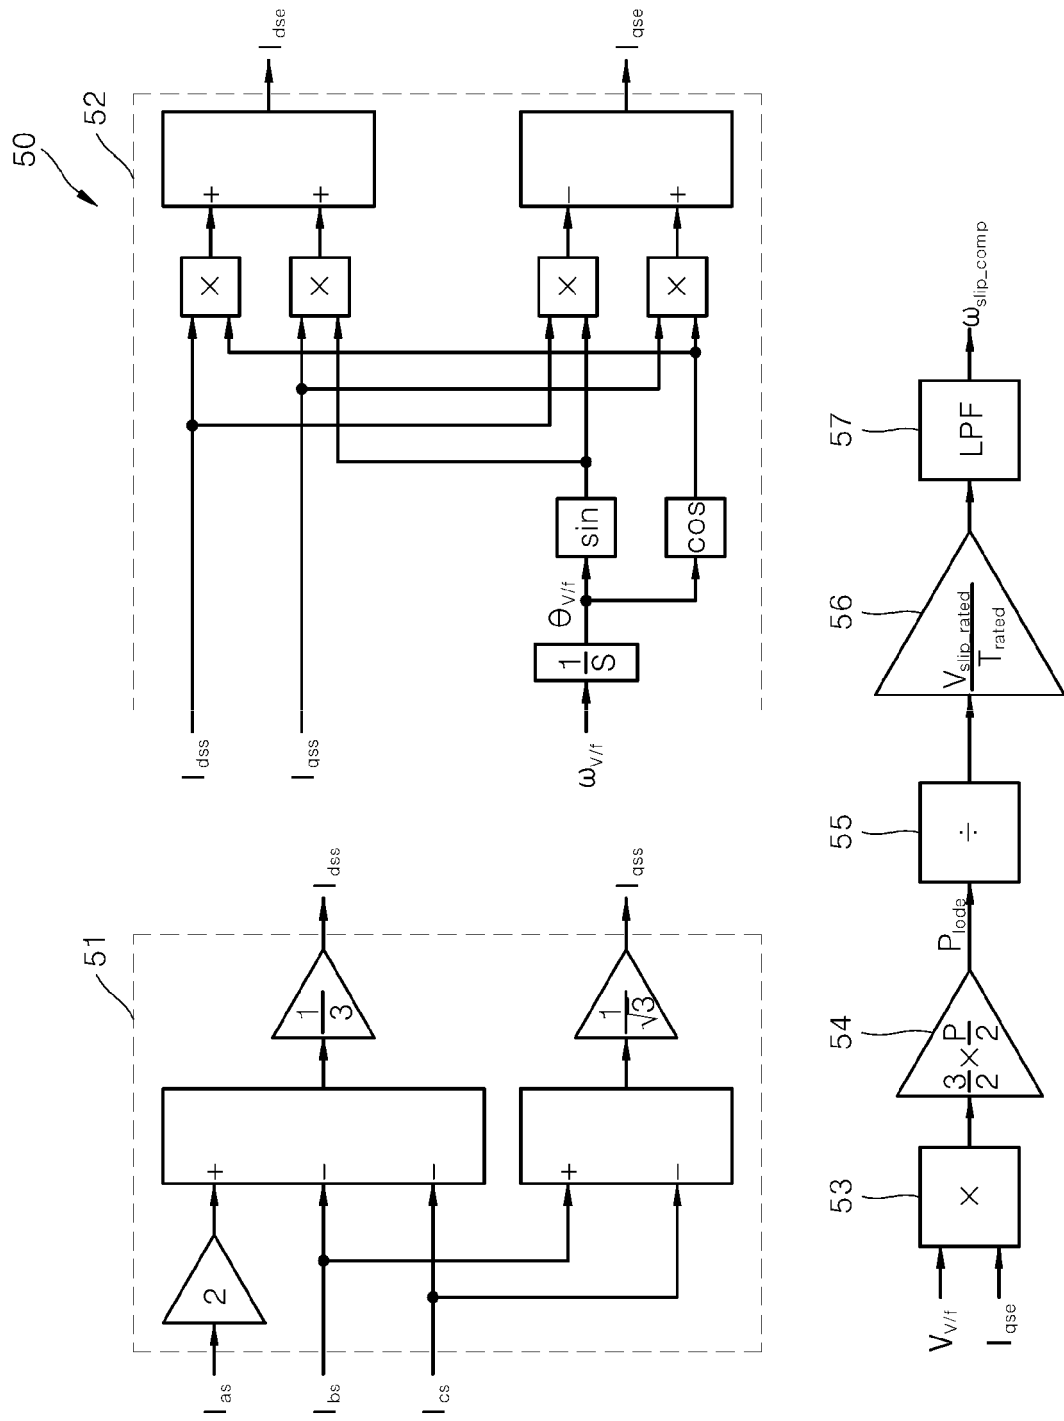 50
51
I_as
2
I_bs
I_cs
+
−
−
1/3
I_dss
+
−
1/√3
I_qss
52
I_dss
I_qss
ω_V/f
1/S
θ_V/f
sin
cos
×
×
×
×
+
+
I_dse
−
+
I_qse
V_V/f
I_qse
53
×
54
3/2 × P/2
P_lode
55
÷
56
V_slip_rated/T_rated
57
LPF
ω_slip_comp